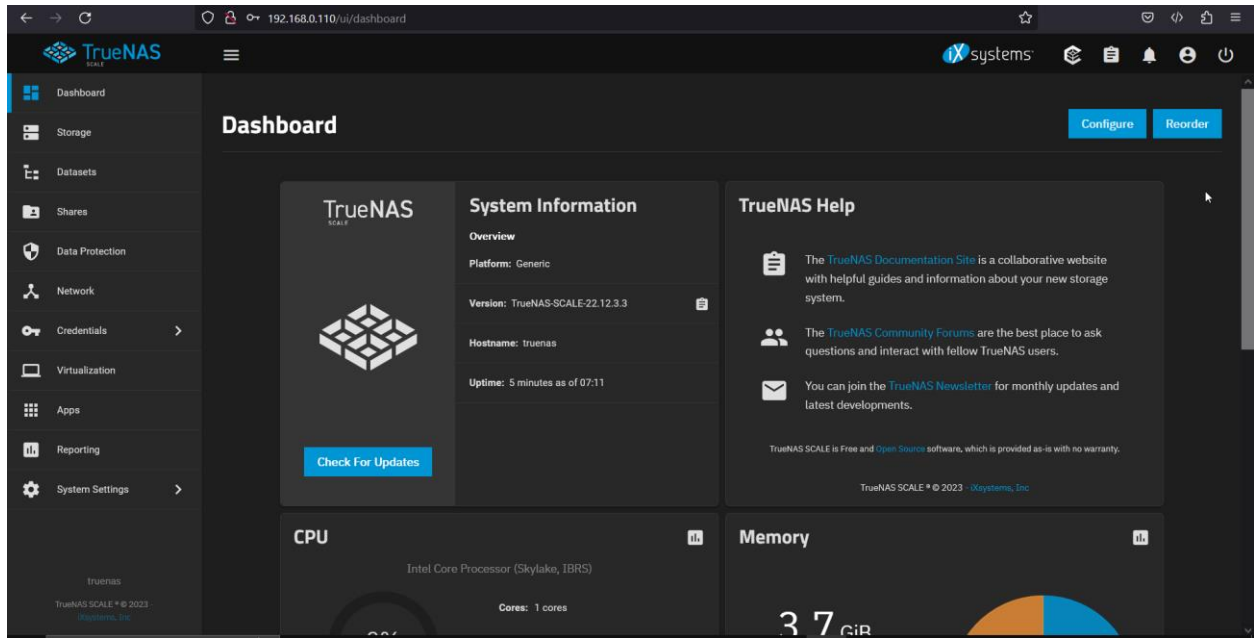 192.168.0.110/ui/dashboard
TrueNAS
SCALE
iX systems
Dashboard
Storage
Datasets
Shares
Data Protection
Network
Credentials
Virtualization
Apps
Reporting
System Settings
truenas
TrueNAS SCALE ® © 2023 -
iXsystems, Inc
Dashboard
Configure
Reorder
TrueNAS
SCALE
Check For Updates
System Information
Overview
Platform: Generic
Version: TrueNAS-SCALE-22.12.3.3
Hostname: truenas
Uptime: 5 minutes as of 07:11
TrueNAS Help
The TrueNAS Documentation Site is a collaborative website
with helpful guides and information about your new storage
system.
The TrueNAS Community Forums are the best place to ask
questions and interact with fellow TrueNAS users.
You can join the TrueNAS Newsletter for monthly updates and
latest developments.
TrueNAS SCALE is Free and Open Source software, which is provided as-is with no warranty.
TrueNAS SCALE ® © 2023 - iXsystems, Inc
CPU
Intel Core Processor (Skylake, IBRS)
Cores: 1 cores
Memory
3.7 GiB